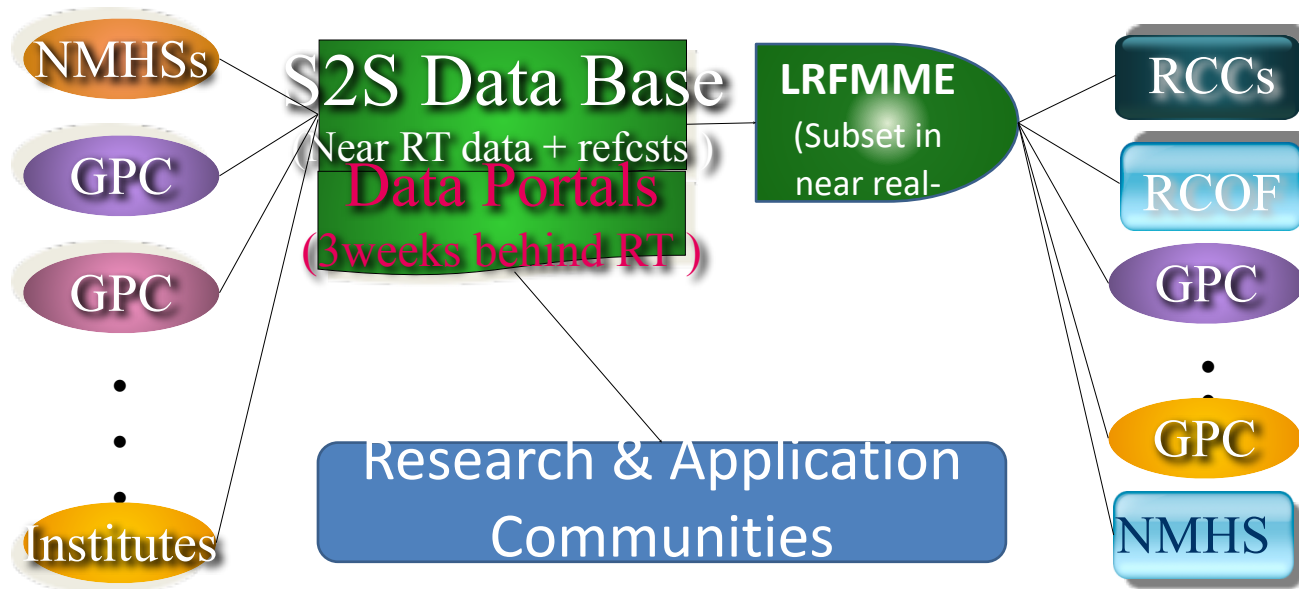 NMHSs
GPC
GPC
Institutes
S2S Data Base
(Near RT data + refcsts )
Data Portals
(3weeks behind RT )
LRFMME
(Subset in
near real-
Research & Application
Communities
RCCs
RCOF
GPC
GPC
NMHS